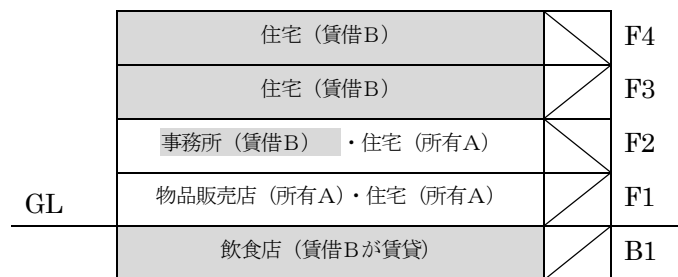 住宅（賃借Ｂ） F4
住宅（賃借Ｂ） F3
事務所（賃借Ｂ）　・住宅（所有Ａ） F2
物品販売店（所有Ａ）・住宅（所有Ａ） F1
GL
飲食店（賃借Ｂが賃貸） B1